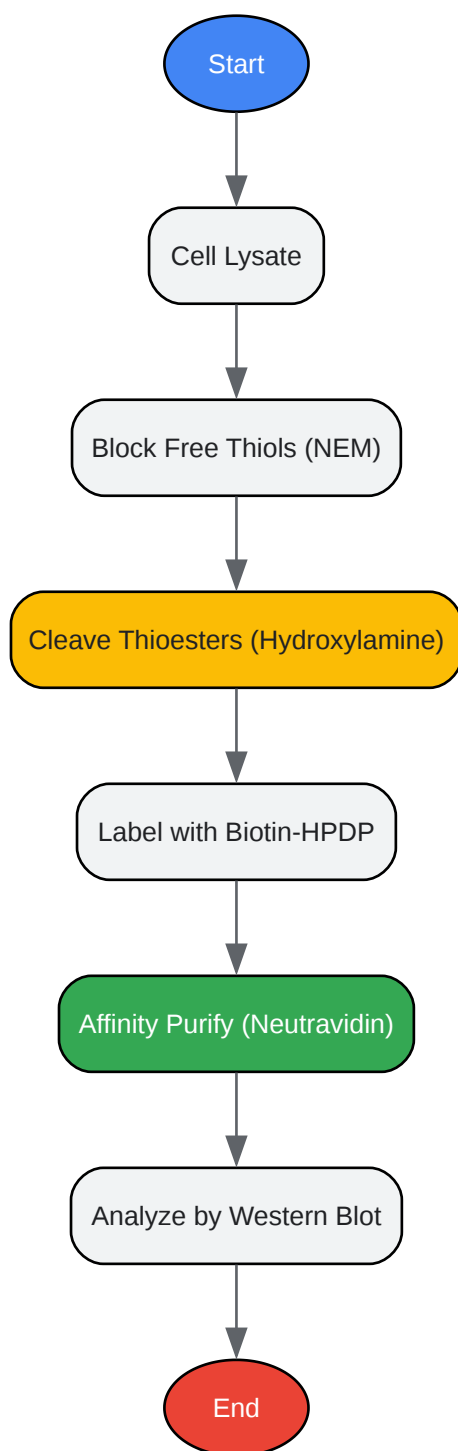 Start
Cell Lysate
Block Free Thiols (NEM)
Cleave Thioesters (Hydroxylamine)
Label with Biotin-HPDP
Affinity Purify (Neutravidin)
Analyze by Western Blot
End